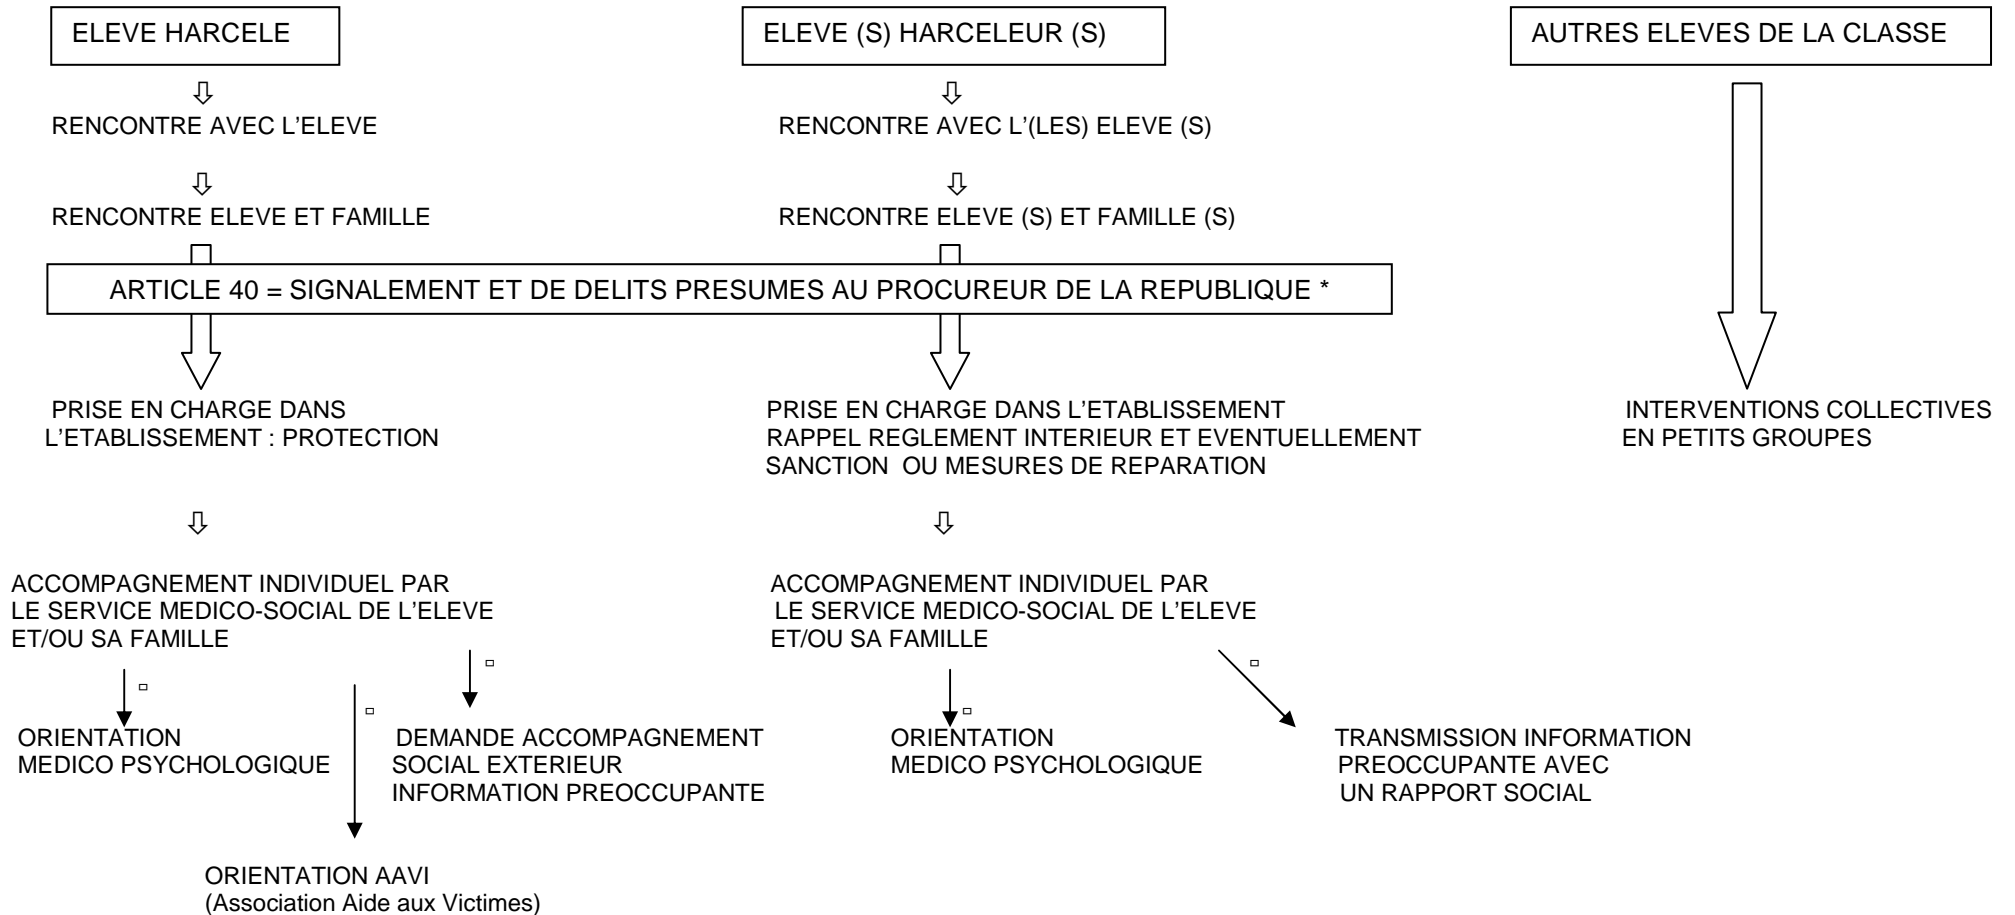 ELEVE HARCELE
ELEVE (S) HARCELEUR (S)
AUTRES ELEVES DE LA CLASSE
RENCONTRE AVEC L'ELEVE
RENCONTRE AVEC L'(LES) ELEVE (S)
RENCONTRE ELEVE ET FAMILLE
RENCONTRE ELEVE (S) ET FAMILLE (S)
ARTICLE 40 = SIGNALEMENT ET DE DELITS PRESUMES AU PROCUREUR DE LA REPUBLIQUE *
PRISE EN CHARGE DANS
L'ETABLISSEMENT : PROTECTION
PRISE EN CHARGE DANS L'ETABLISSEMENT
RAPPEL REGLEMENT INTERIEUR ET EVENTUELLEMENT
SANCTION OU MESURES DE REPARATION
INTERVENTIONS COLLECTIVES
EN PETITS GROUPES
ACCOMPAGNEMENT INDIVIDUEL PAR
LE SERVICE MEDICO-SOCIAL DE L'ELEVE
ET/OU SA FAMILLE
ACCOMPAGNEMENT INDIVIDUEL PAR
LE SERVICE MEDICO-SOCIAL DE L'ELEVE
ET/OU SA FAMILLE
ORIENTATION
MEDICO PSYCHOLOGIQUE
DEMANDE ACCOMPAGNEMENT
SOCIAL EXTERIEUR
INFORMATION PREOCCUPANTE
ORIENTATION
MEDICO PSYCHOLOGIQUE
TRANSMISSION INFORMATION
PREOCCUPANTE AVEC
UN RAPPORT SOCIAL
ORIENTATION AAVI
(Association Aide aux Victimes)